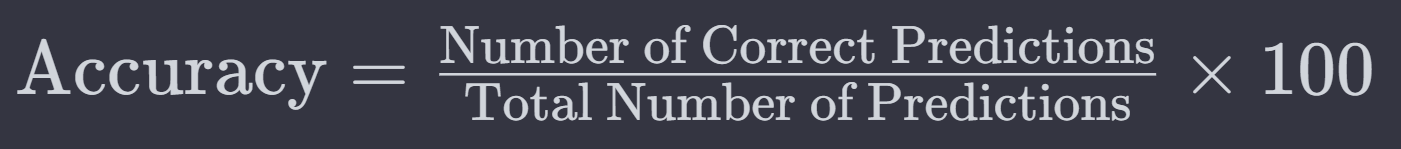 Accuracy = Number of Correct Predictions / Total Number of Predictions × 100